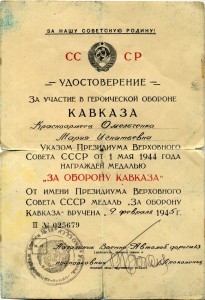 ЗА НАШУ СОВЕТСКУЮ РОДИНУ!
СС СР
УДОСТОВЕРЕНИЕ
ЗА УЧАСТИЕ В ГЕРОИЧЕСКОЙ ОБОРОНЕ
КАВКАЗА
Красноармеец Омельченко
Мария Игнатьевна
УКАЗОМ ПРЕЗИДИУМА ВЕРХОВНОГО
СОВЕТА СССР ОТ 1 МАЯ 1944 ГОДА
НАГРАЖДЕН МЕДАЛЬЮ
"ЗА ОБОРОНУ КАВКАЗА"
ОТ ИМЕНИ ПРЕЗИДИУМА ВЕРХОВНОГО
СОВЕТА СССР МЕДАЛЬ „ЗА ОБОРОНУ
КАВКАЗА" ВРУЧЕНА 9 февраля 1945 г.
П № 025679
Начальник
подполковник